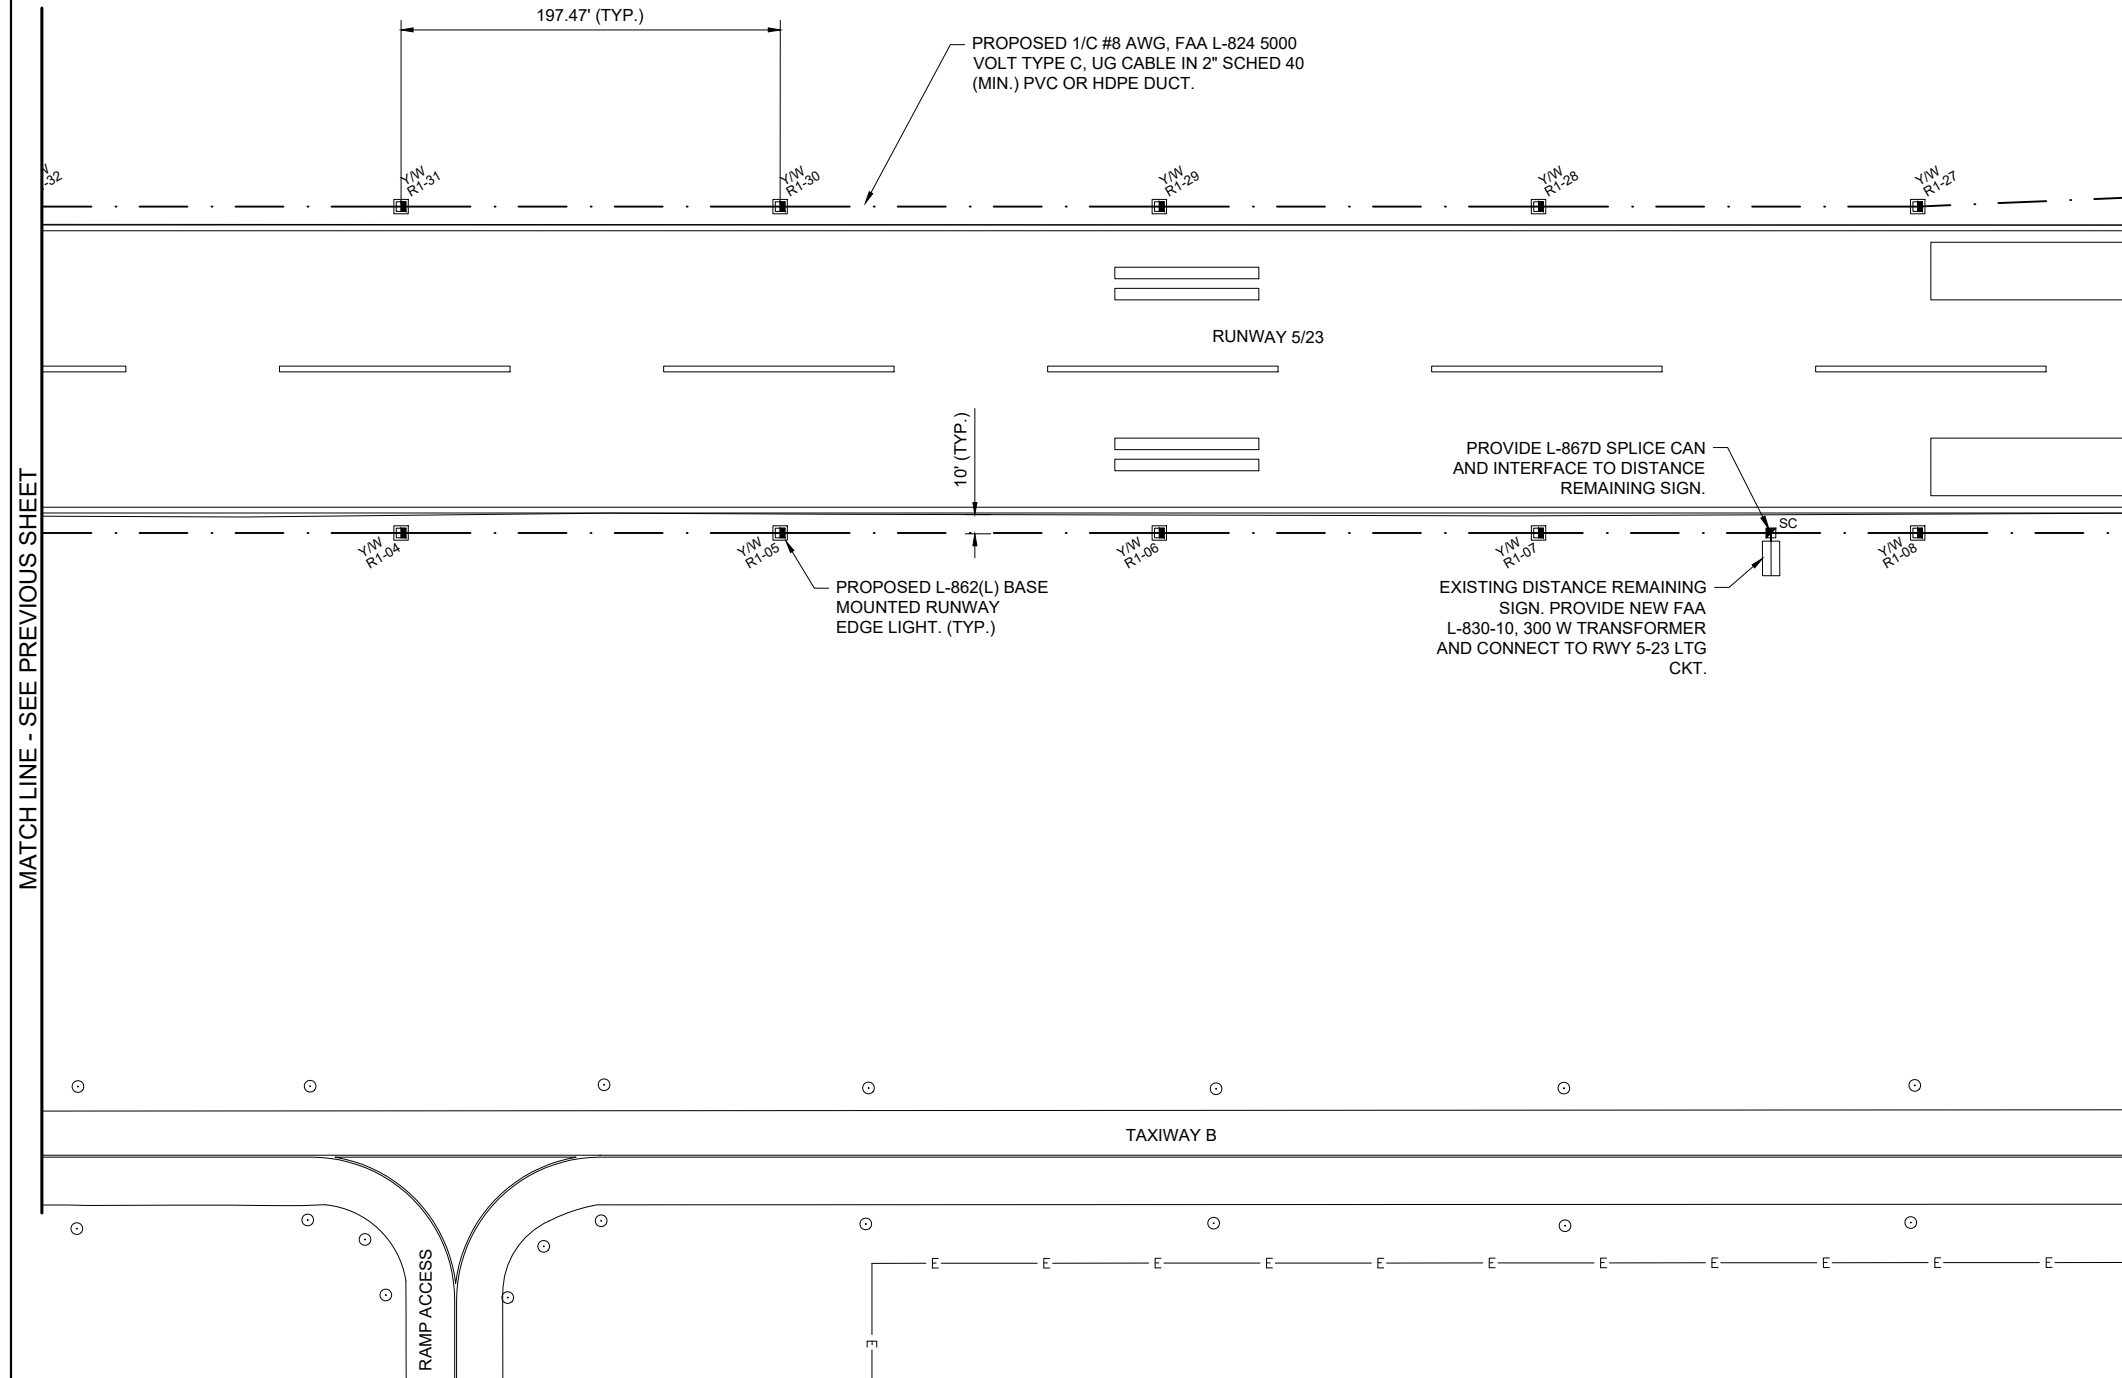 197.47' (TYP.)
PROPOSED 1/C #8 AWG, FAA L-824 5000
VOLT TYPE C, UG CABLE IN 2" SCHED 40
(MIN.) PVC OR HDPE DUCT.
-32
Y/W
R1-31
Y/W
R1-30
Y/W
R1-29
Y/W
R1-28
Y/W
R1-27
RUNWAY 5/23
10' (TYP.)
PROVIDE L-867D SPLICE CAN
AND INTERFACE TO DISTANCE
REMAINING SIGN.
SC
Y/W
R1-04
Y/W
R1-05
Y/W
R1-06
Y/W
R1-07
Y/W
R1-08
PROPOSED L-862(L) BASE
MOUNTED RUNWAY
EDGE LIGHT. (TYP.)
EXISTING DISTANCE REMAINING
SIGN. PROVIDE NEW FAA
L-830-10, 300 W TRANSFORMER
AND CONNECT TO RWY 5-23 LTG
CKT.
MATCH LINE - SEE PREVIOUS SHEET
TAXIWAY B
RAMP ACCESS
E E E E E E E E E E E
E